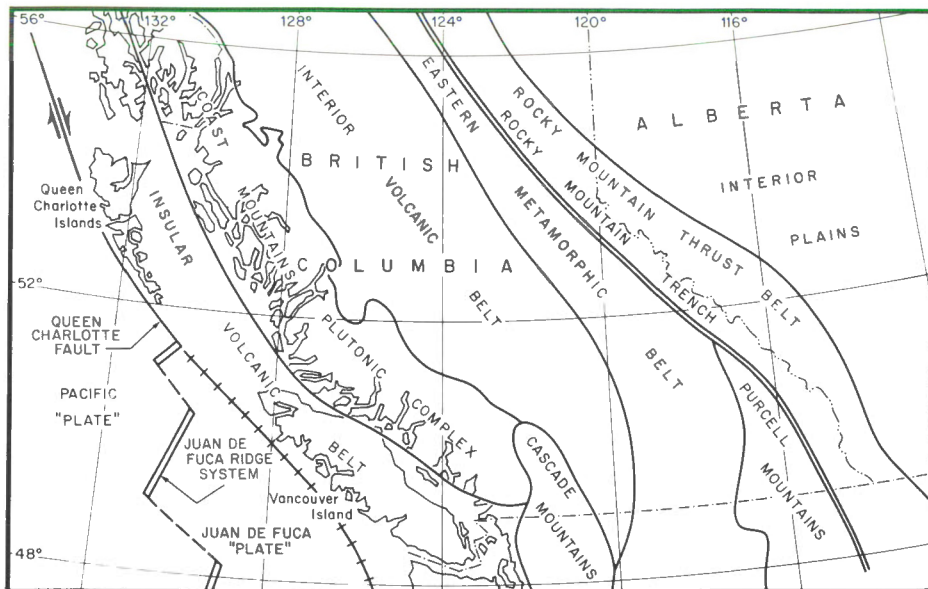 56°
132°
128°
124°
120°
116°
52°
48°
ALBERTA
BRITISH
COLUMBIA
INTERIOR
PLAINS
ROCKY MOUNTAIN THRUST BELT
ROCKY MOUNTAIN TRENCH
EASTERN METAMORPHIC BELT
INTERIOR VOLCANIC BELT
COAST MOUNTAINS PLUTONIC COMPLEX
INSULAR VOLCANIC BELT
PURCELL MOUNTAINS
CASCADE MOUNTAINS
Queen
Charlotte
Islands
QUEEN
CHARLOTTE
FAULT
PACIFIC
"PLATE"
JUAN DE
FUCA RIDGE
SYSTEM
Vancouver
Island
JUAN DE FUCA
"PLATE"